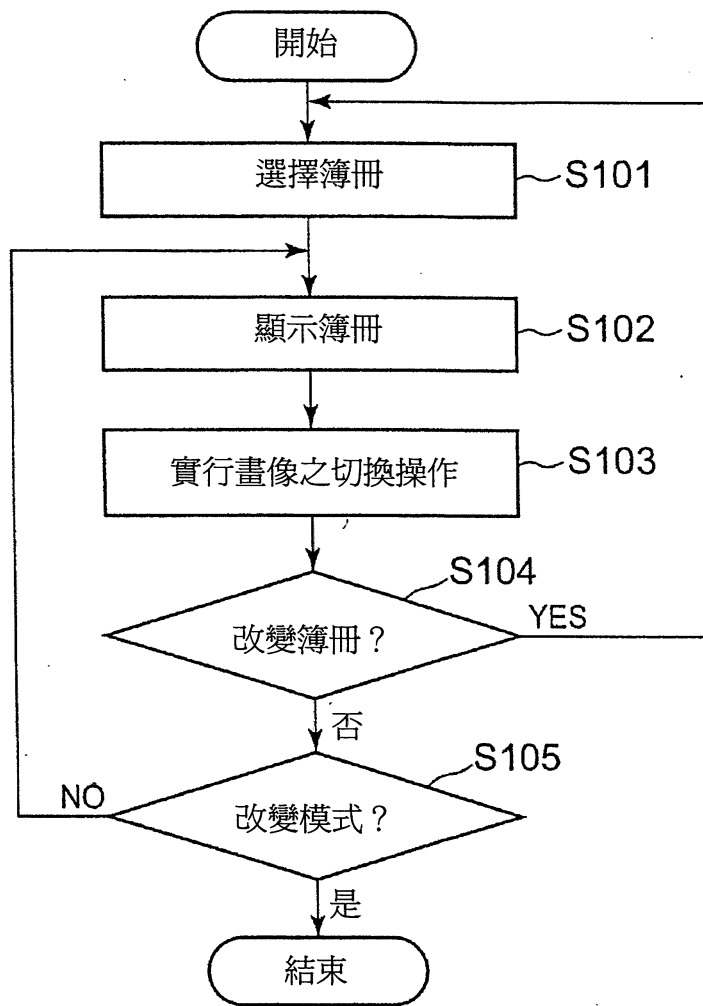 開始
選擇簿冊
S101
顯示簿冊
S102
實行畫像之切換操作
S103
S104
改變簿冊？
YES
否
S105
NO
改變模式？
是
結束